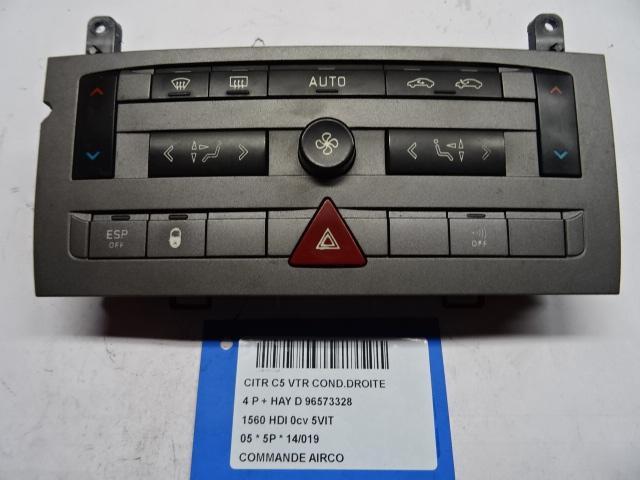 AUTO
ESP
OFF
OFF
CITR C5 VTR COND.DROITE
4 P + HAY D 96573328
1560 HDI 0cv 5VIT
05 * 5P * 14/019
COMMANDE AIRCO